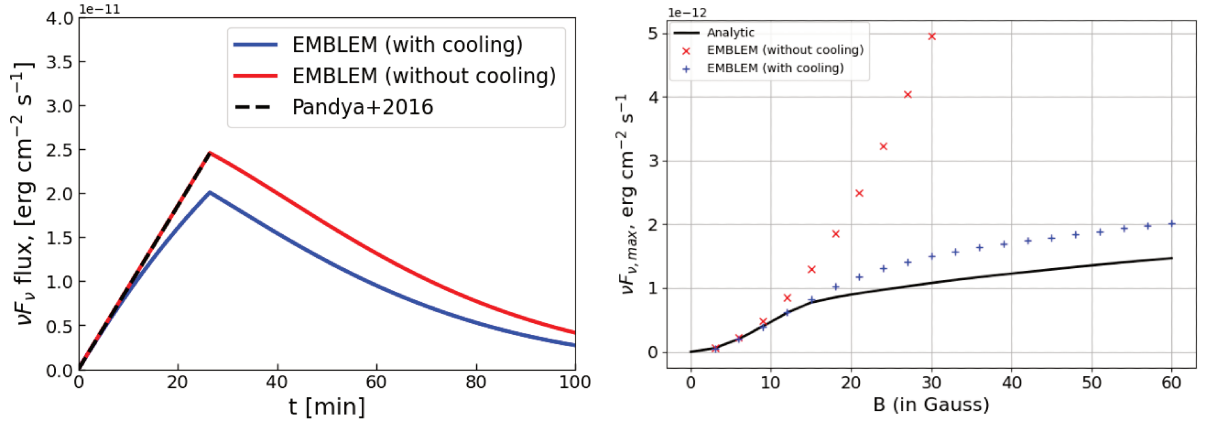 1e−11
4.0
3.5
3.0
2.5
2.0
1.5
1.0
0.5
0.0
νFν flux, [erg cm−2 s−1]
EMBLEM (with cooling)
EMBLEM (without cooling)
Pandya+2016
0 20 40 60 80 100
t [min]
1e−12
5
4
3
2
1
0
νFν,max, erg cm−2 s−1
Analytic
EMBLEM (without cooling)
EMBLEM (with cooling)
0 10 20 30 40 50 60
B (in Gauss)